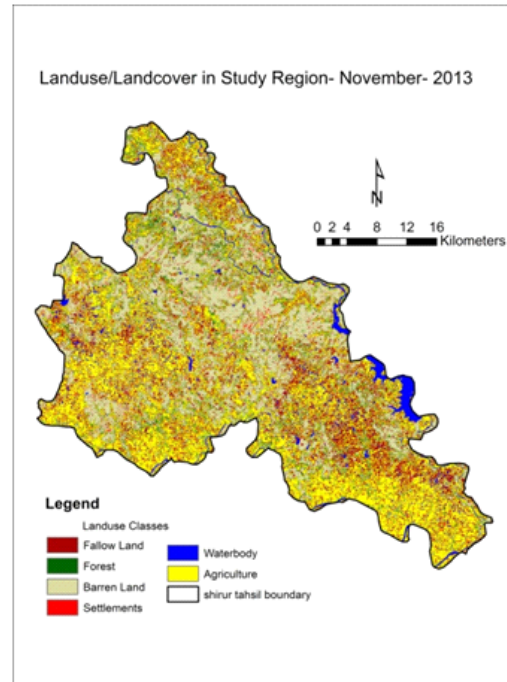 Landuse/Landcover in Study Region- November- 2013
N
0 2 4 8 12 16
Kilometers
Legend
Landuse Classes
Fallow Land
Forest
Barren Land
Settlements
Waterbody
Agriculture
shirur tahsil boundary